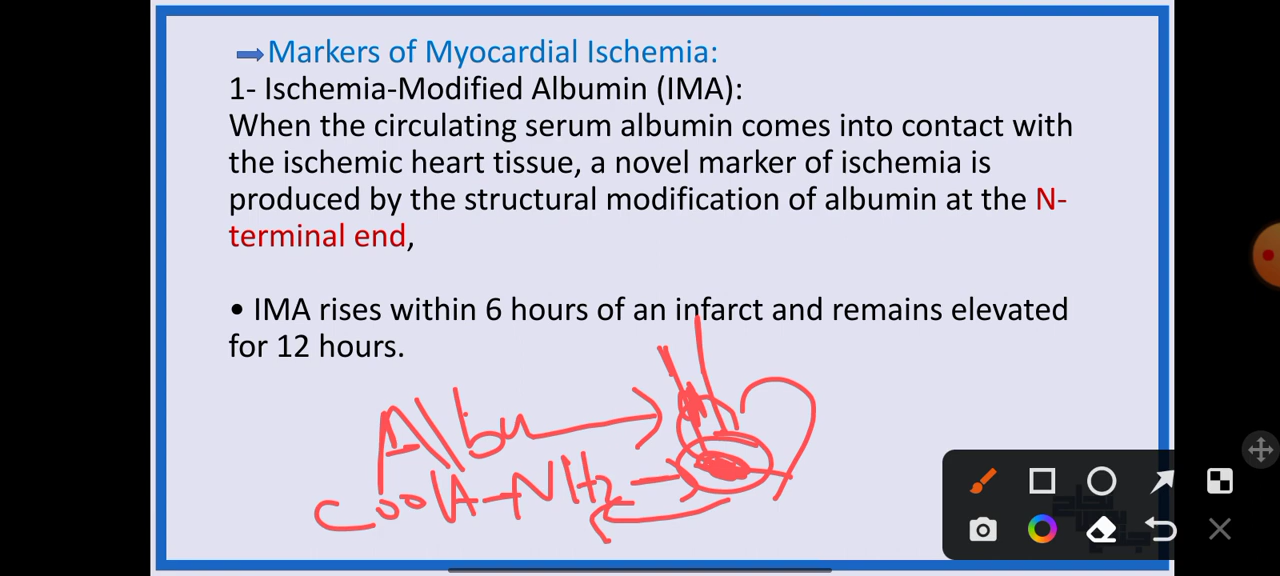 Markers of Myocardial Ischemia:
1- Ischemia-Modified Albumin (IMA):
When the circulating serum albumin comes into contact with
the ischemic heart tissue, a novel marker of ischemia is
produced by the structural modification of albumin at the N-
terminal end,
• IMA rises within 6 hours of an infarct and remains elevated
for 12 hours.
Albu
NH2